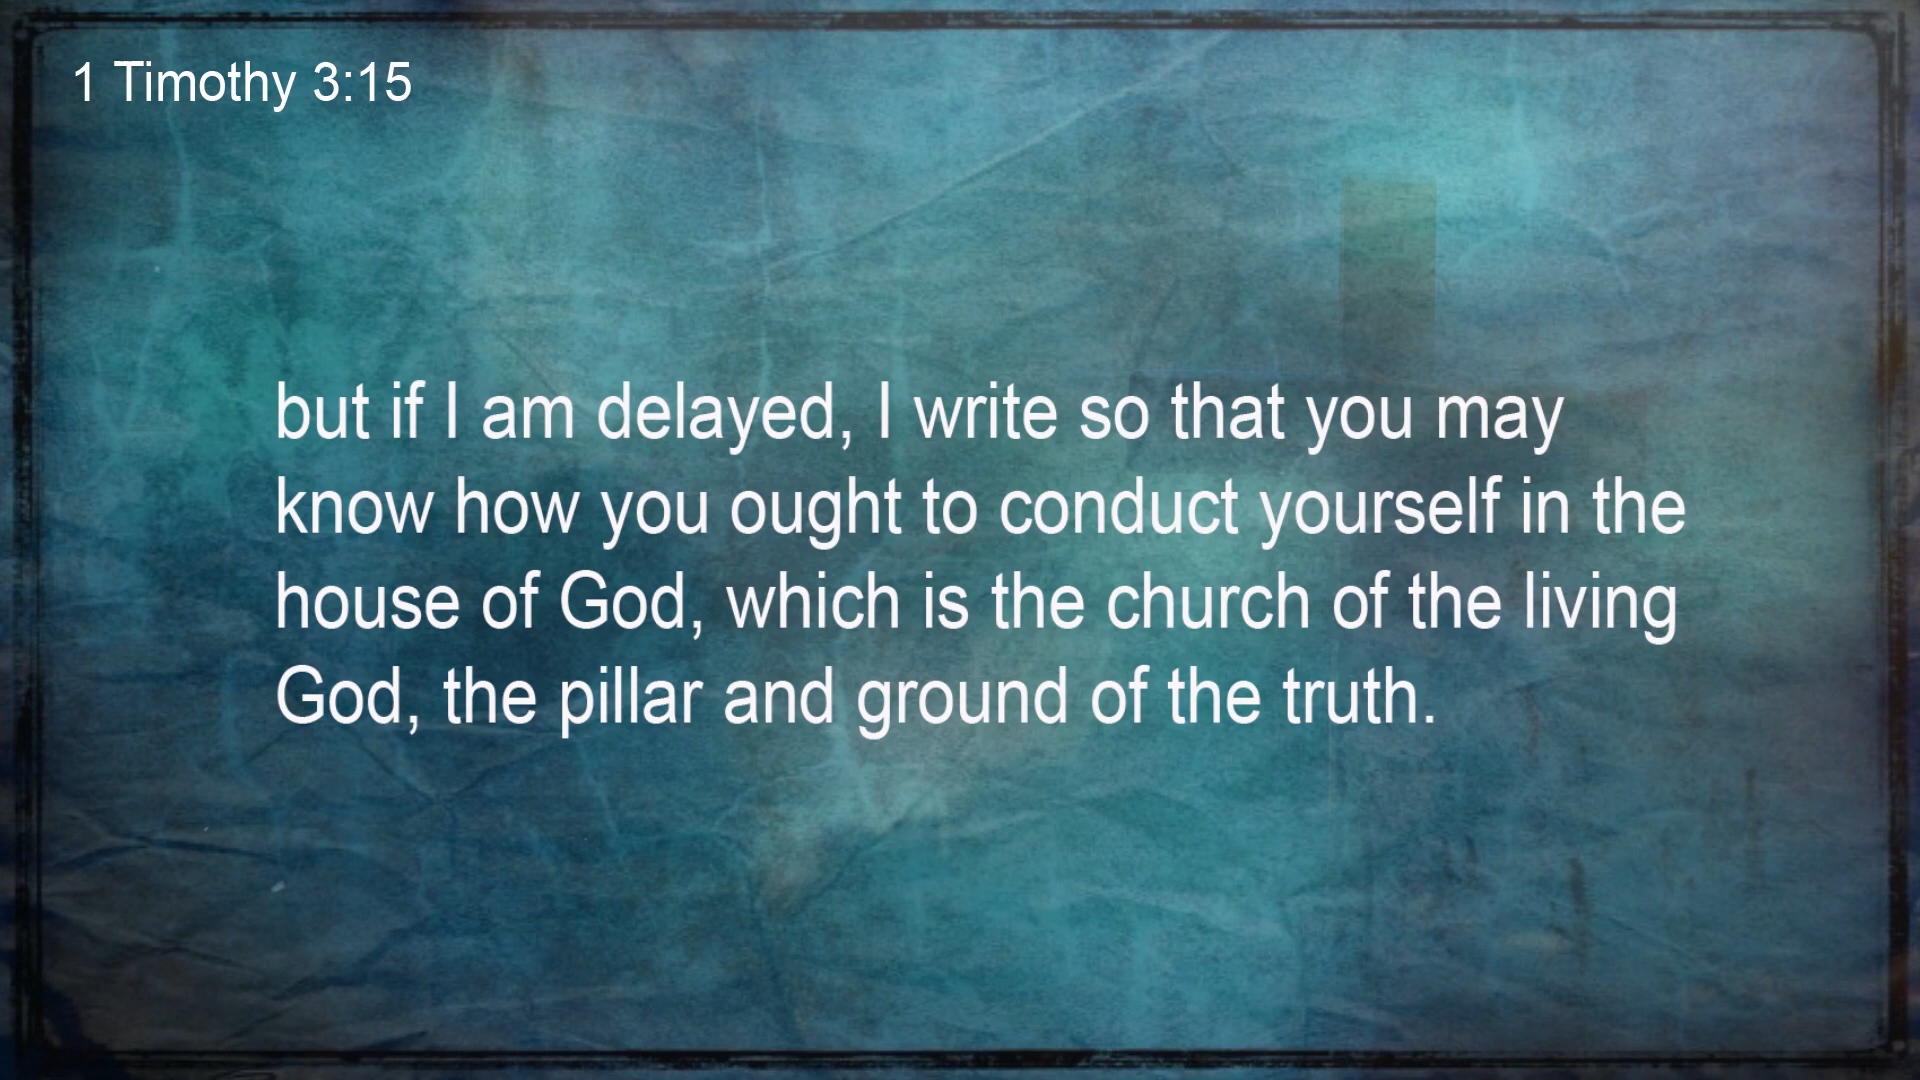 1 Timothy 3:15
but if I am delayed, I write so that you may
know how you ought to conduct yourself in the
house of God, which is the church of the living
God, the pillar and ground of the truth.